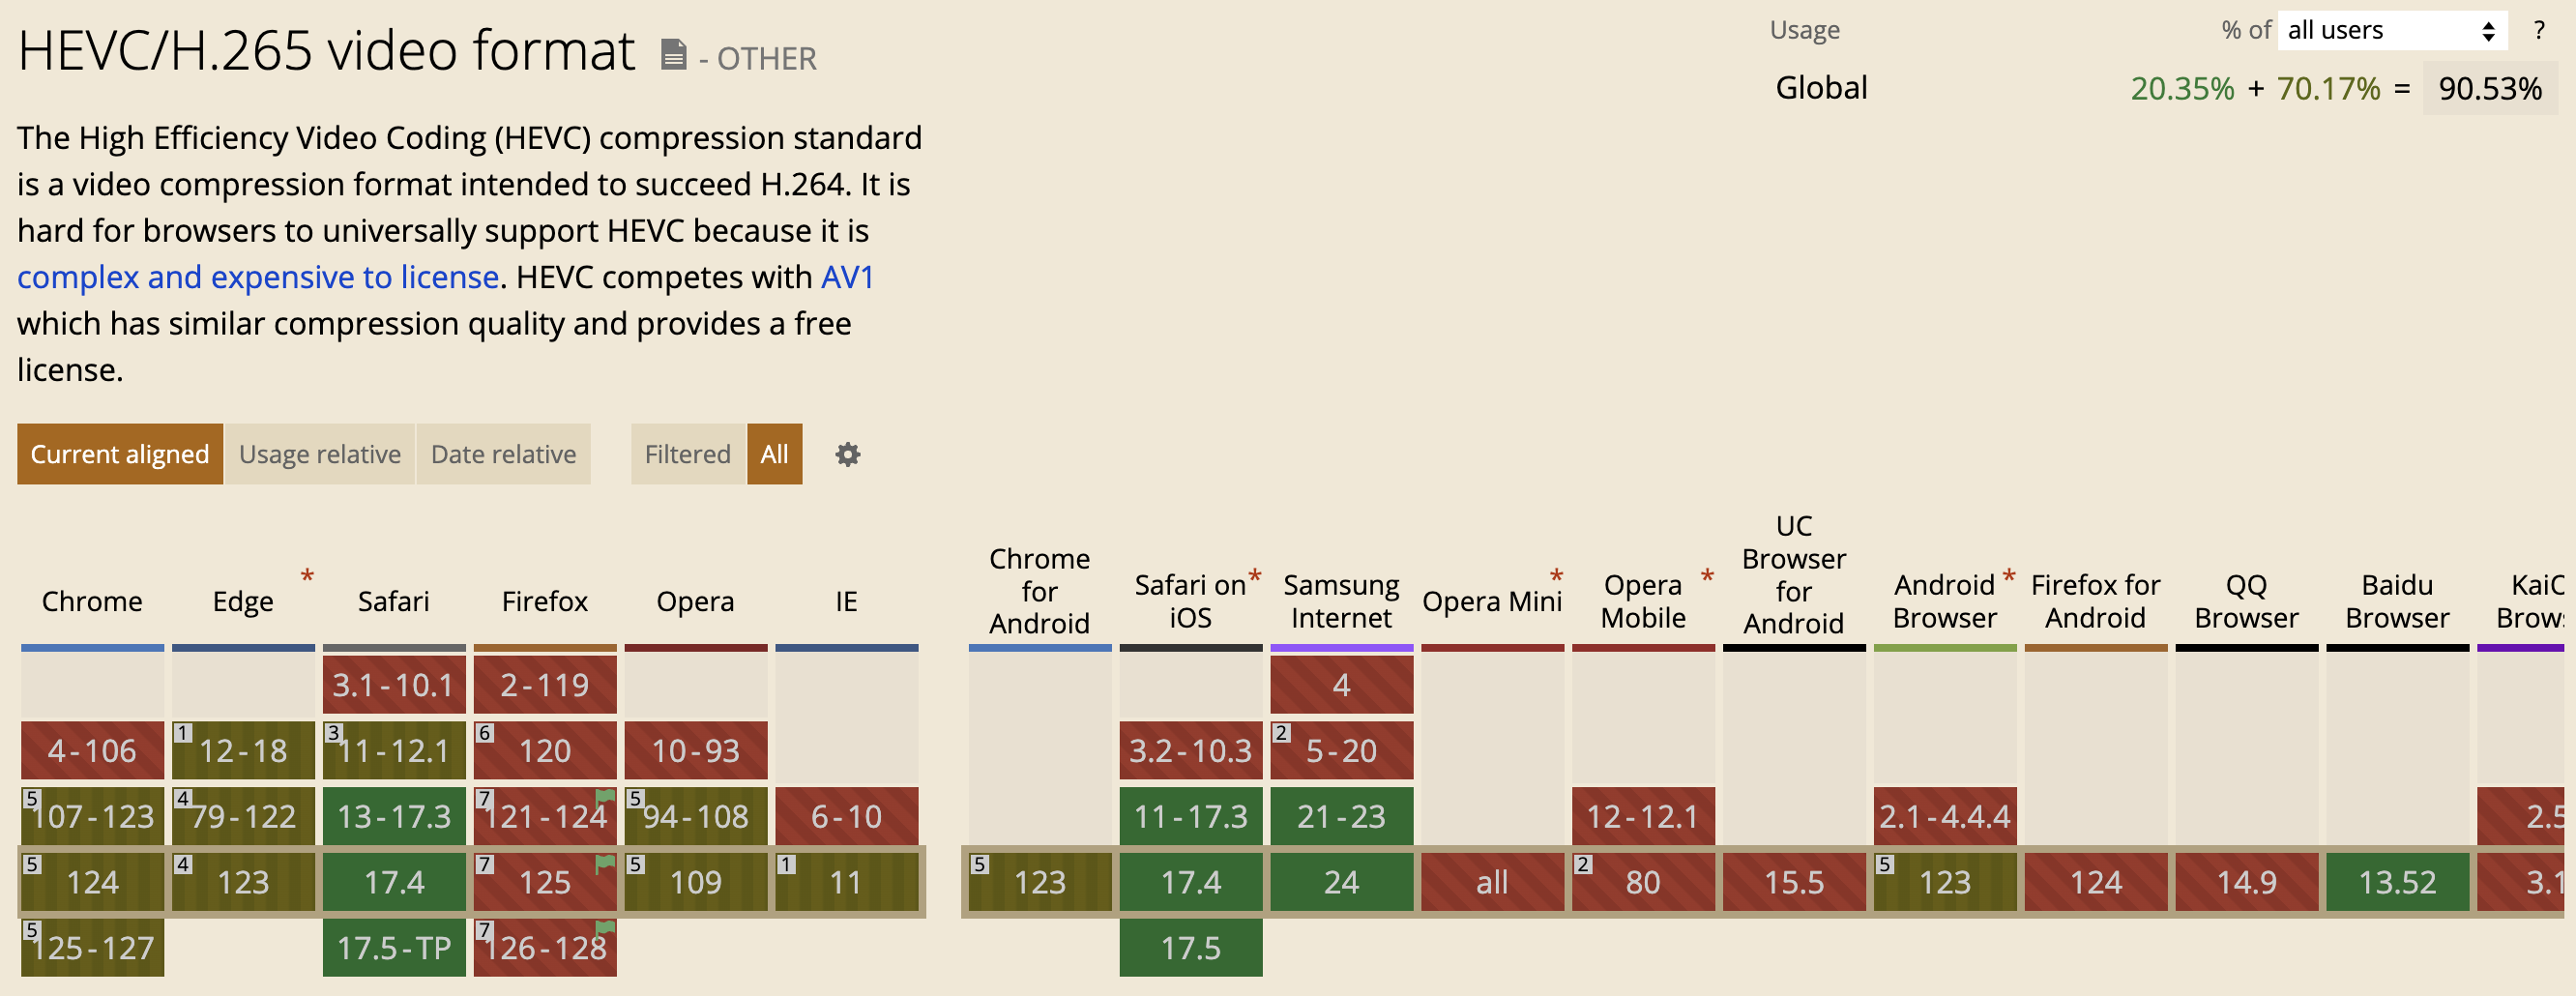 HEVC/H.265 video format - OTHER
Usage % of all users ?
Global 20.35% + 70.17% = 90.53%
The High Efficiency Video Coding (HEVC) compression standard
is a video compression format intended to succeed H.264. It is
hard for browsers to universally support HEVC because it is
complex and expensive to license. HEVC competes with AV1
which has similar compression quality and provides a free
license.
Current aligned Usage relative Date relative Filtered All
Chrome Edge * Safari Firefox Opera IE
Chrome for Android Safari on iOS * Samsung Internet Opera Mini * Opera Mobile * UC Browser for Android Android Browser * Firefox for Android QQ Browser Baidu Browser KaiO Brows
3.1-10.1 2-119 4
4-106 1 12-18 3 11-12.1 6 120 10-93 3.2-10.3 2 5-20
5 107-123 4 79-122 13-17.3 7 121-124 5 94-108 6-10 11-17.3 21-23 12-12.1 2.1-4.4.4 2.5
5 124 4 123 17.4 7 125 5 109 1 11 5 123 17.4 24 all 2 80 15.5 5 123 124 14.9 13.52 3.1
5 125-127 17.5-TP 7 126-128 17.5